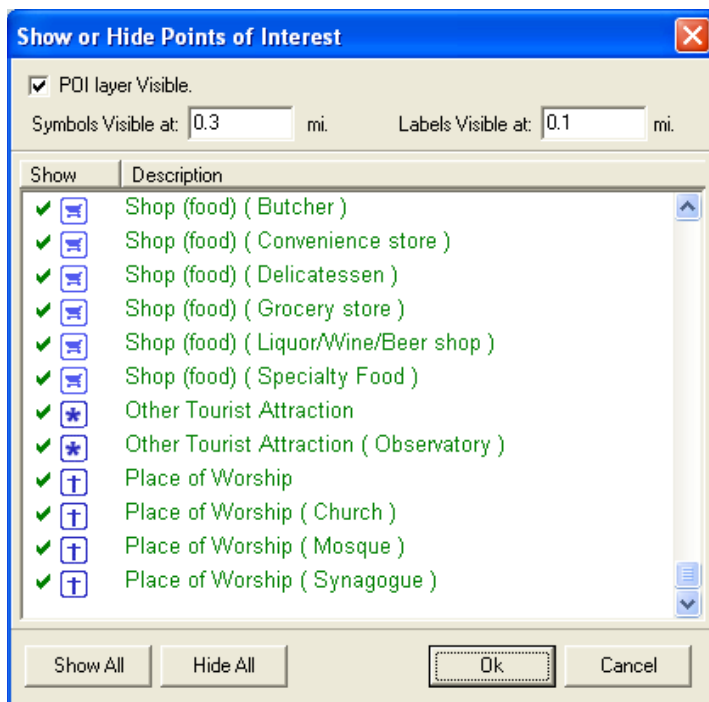 Show or Hide Points of Interest
POI layer Visible.
Symbols Visible at: 0.3 mi. Labels Visible at: 0.1 mi.
Show Description
Shop (food) ( Butcher )
Shop (food) ( Convenience store )
Shop (food) ( Delicatessen )
Shop (food) ( Grocery store )
Shop (food) ( Liquor/Wine/Beer shop )
Shop (food) ( Specialty Food )
Other Tourist Attraction
Other Tourist Attraction ( Observatory )
Place of Worship
Place of Worship ( Church )
Place of Worship ( Mosque )
Place of Worship ( Synagogue )
Show All Hide All Ok Cancel